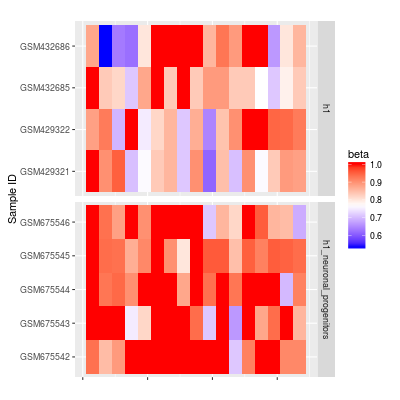 GSM432686
GSM432685
GSM429322
GSM429321
h1
GSM675546
GSM675545
GSM675544
GSM675543
GSM675542
h1_neuronal_progenitors
Sample ID
beta
1.0
0.9
0.8
0.7
0.6